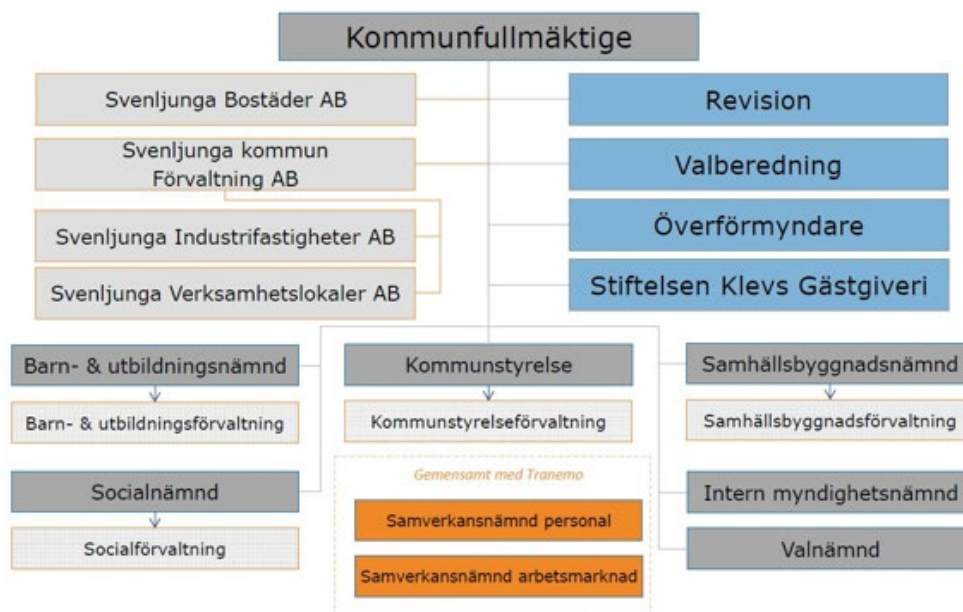 Kommunfullmäktige
Svenljunga Bostäder AB
Revision
Svenljunga kommun
Förvaltning AB
Valberedning
Svenljunga Industrifastigheter AB
Överförmyndare
Svenljunga Verksamhetslokaler AB
Stiftelsen Klevs Gästgiveri
Barn- & utbildningsnämnd
Kommunstyrelse
Samhällsbyggnadsnämnd
Barn- & utbildningsförvaltning
Kommunstyrelseförvaltning
Samhällsbyggnadsförvaltning
Gemensamt med Tranemo
Socialnämnd
Intern myndighetsnämnd
Samverkansnämnd personal
Socialförvaltning
Valnämnd
Samverkansnämnd arbetsmarknad